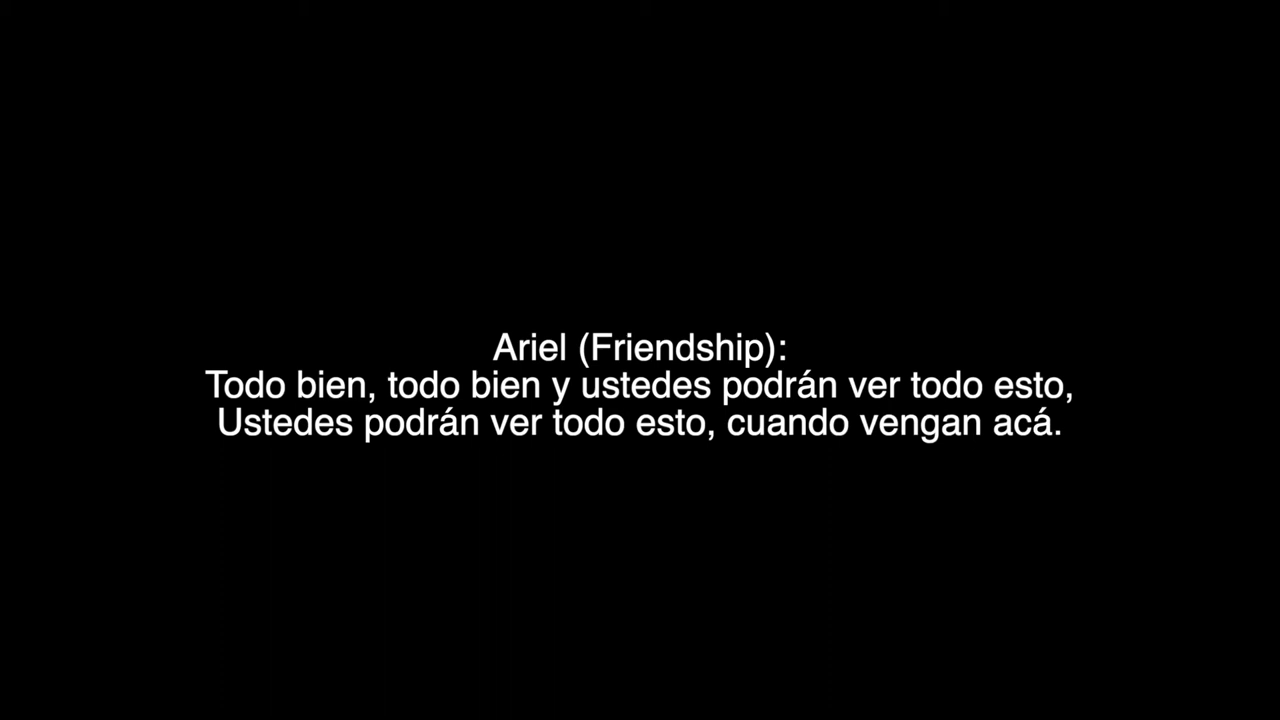 Ariel (Friendship):
Todo bien, todo bien y ustedes podrán ver todo esto,
Ustedes podrán ver todo esto, cuando vengan acá.